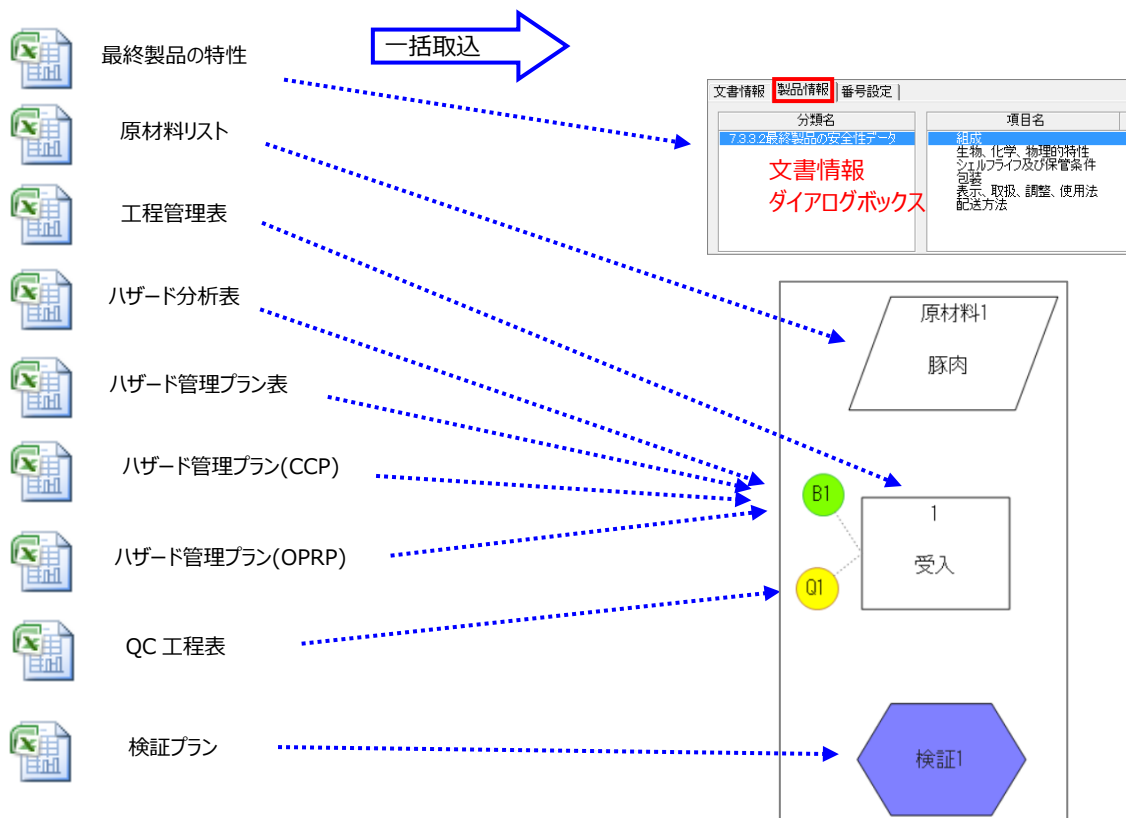 最終製品の特性
一括取込
原材料リスト
工程管理表
ハザード分析表
ハザード管理プラン表
ハザード管理プラン(CCP)
ハザード管理プラン(OPRP)
QC 工程表
検証プラン
文書情報 製品情報 番号設定
分類名 項目名
7.3.3.2最終製品の安全性データ 組成
生物、化学、物理的特性
シェルフライフ及び保管条件
包装
表示、取扱、調整、使用法
配送方法
文書情報
ダイアログボックス
原材料1
豚肉
B1
1
受入
Q1
検証1